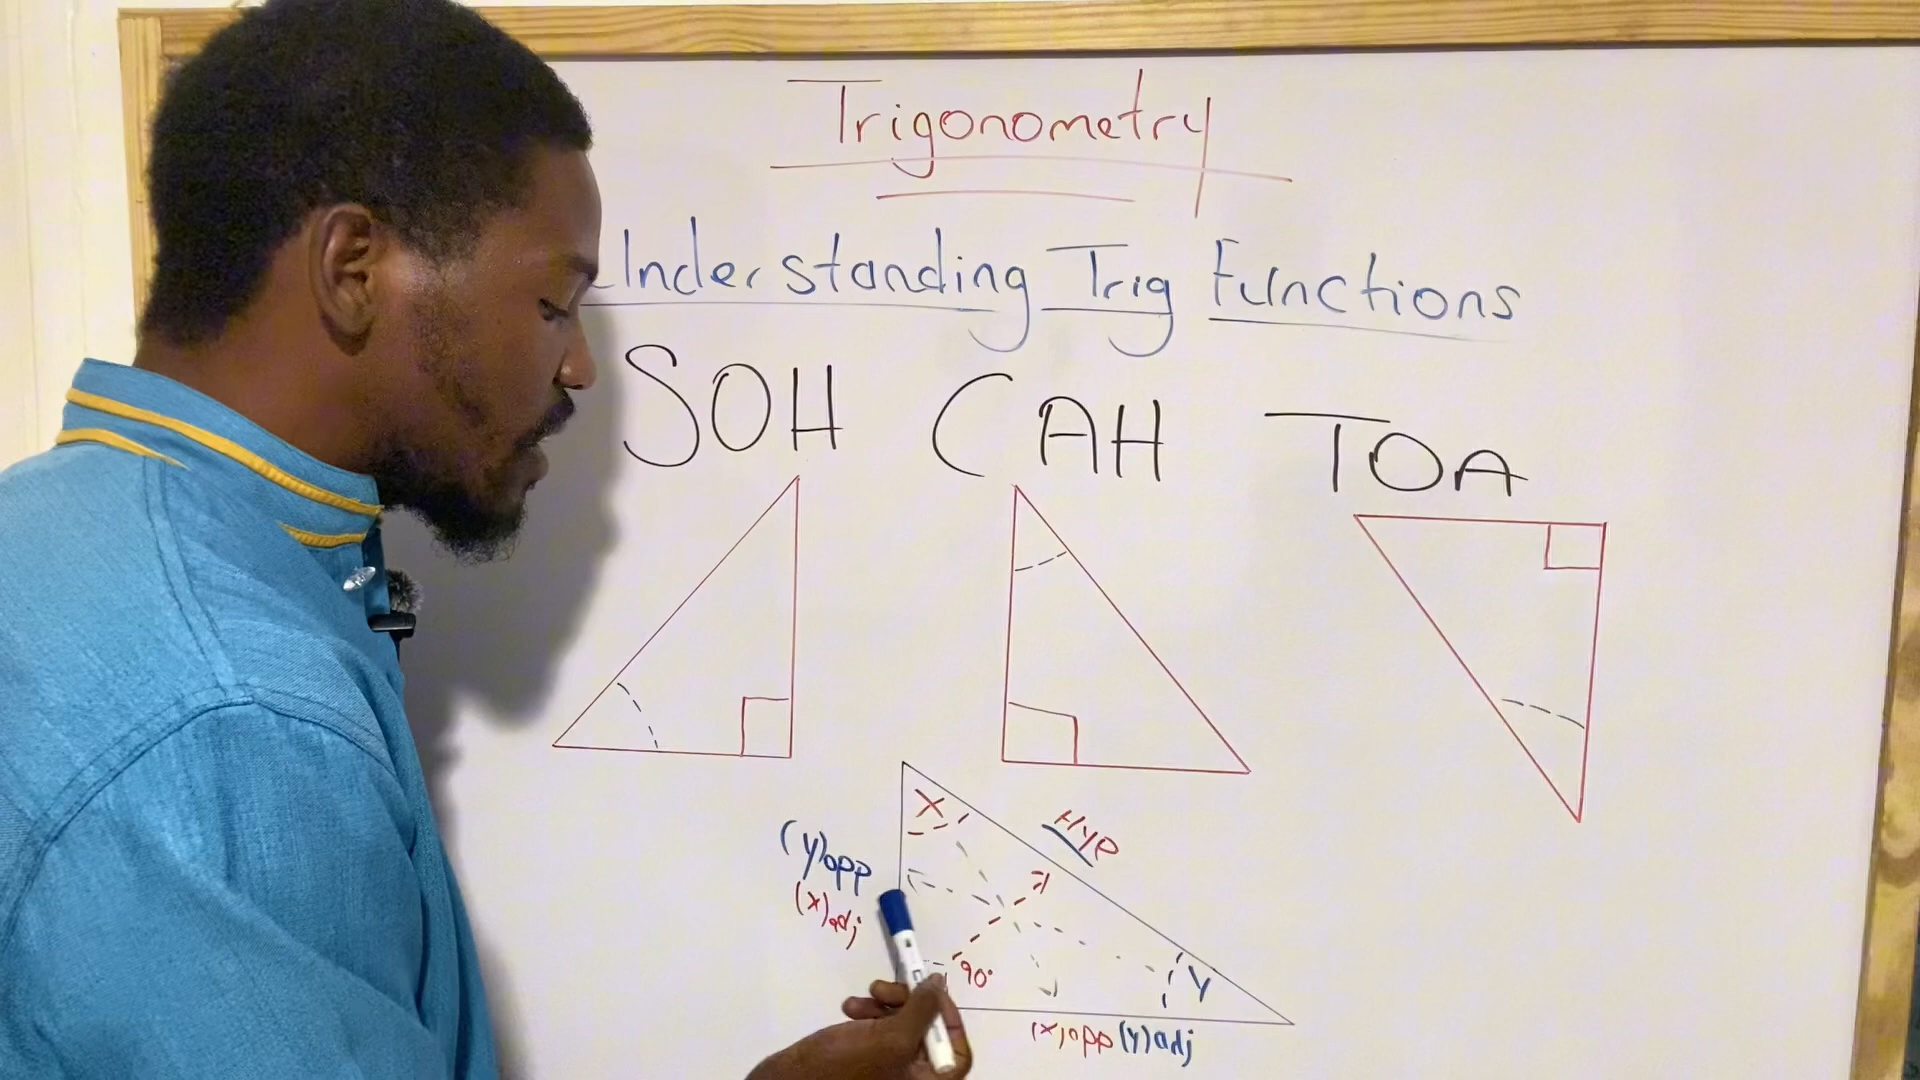 Trigonometry
Understanding Trig Functions
SOH CAH TOA
X
Hyp
(y)opp
(x)adj
90°
Y
(x)opp (y)adj